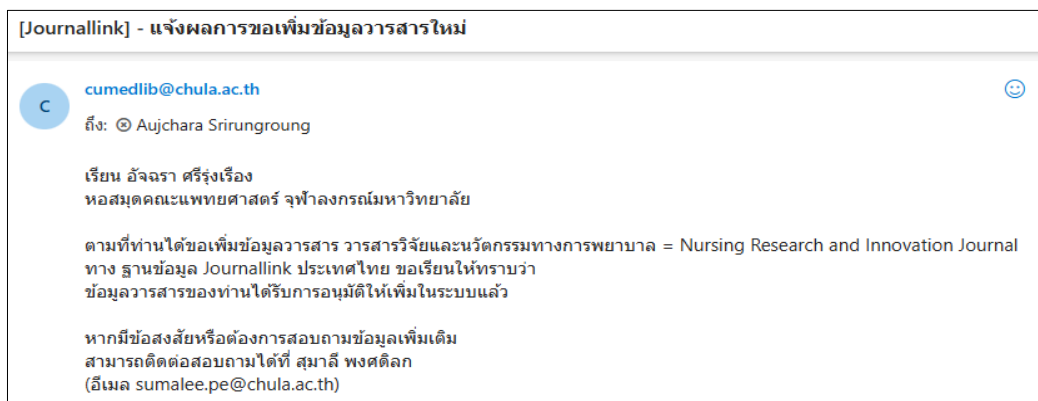 [Journallink] - แจ้งผลการขอเพิ่มข้อมูลวารสารใหม่
C
cumedlib@chula.ac.th
ถึง: Aujchara Srirungroung
เรียน อัจฉรา ศรีรุ่งเรือง
หอสมุดคณะแพทยศาสตร์ จุฬาลงกรณ์มหาวิทยาลัย
ตามที่ท่านได้ขอเพิ่มข้อมูลวารสาร วารสารวิจัยและนวัตกรรมทางการพยาบาล = Nursing Research and Innovation Journal
ทาง ฐานข้อมูล Journallink ประเทศไทย ขอเรียนให้ทราบว่า
ข้อมูลวารสารของท่านได้รับการอนุมัติให้เพิ่มในระบบแล้ว
หากมีข้อสงสัยหรือต้องการสอบถามข้อมูลเพิ่มเติม
สามารถติดต่อสอบถามได้ที่ สุมาลี พงศดิลก
(อีเมล sumalee.pe@chula.ac.th)